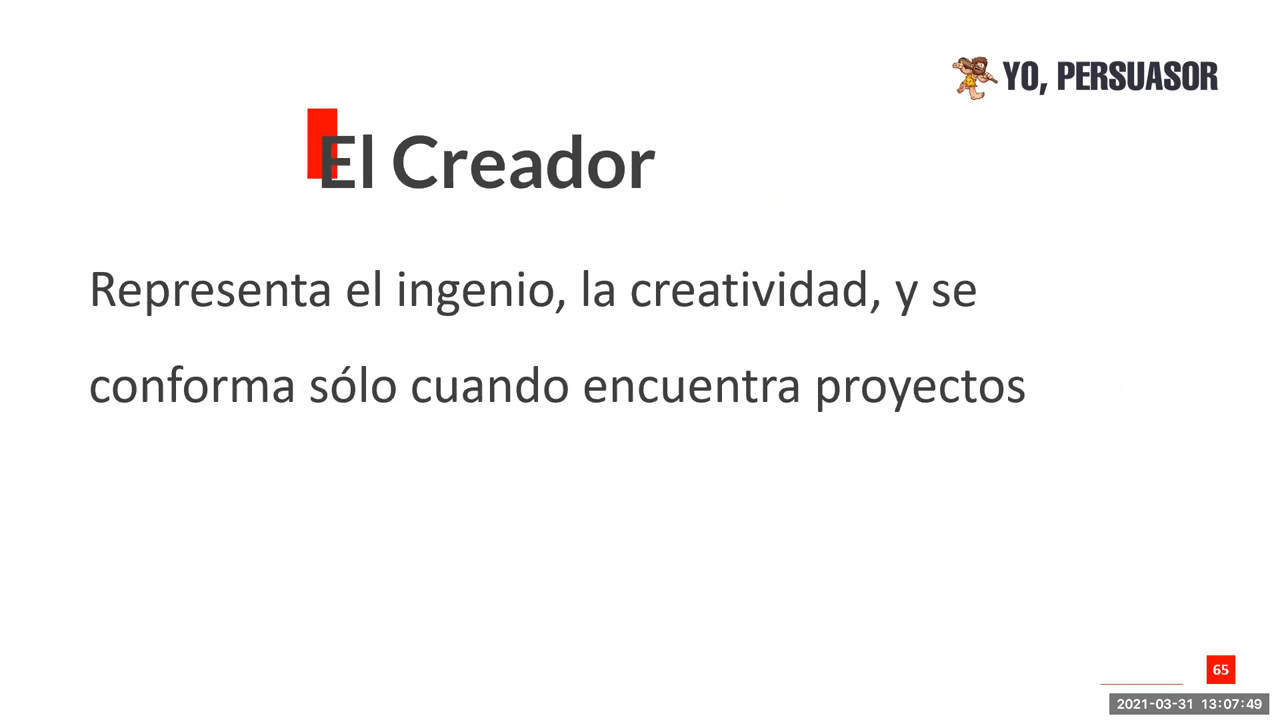 YO, PERSUASOR
El Creador
Representa el ingenio, la creatividad, y se
conforma sólo cuando encuentra proyectos
65
2021-03-31 13:07:49